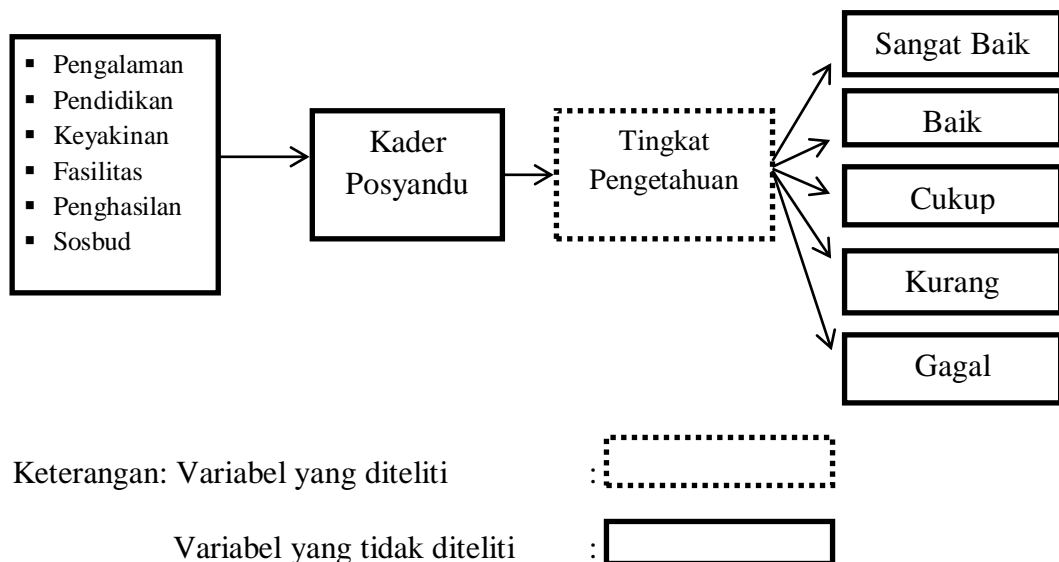 ▪ Pengalaman
▪ Pendidikan
▪ Keyakinan
▪ Fasilitas
▪ Penghasilan
▪ Sosbud
Kader
Posyandu
Tingkat
Pengetahuan
Sangat Baik
Baik
Cukup
Kurang
Gagal
Keterangan: Variabel yang diteliti :
Variabel yang tidak diteliti :